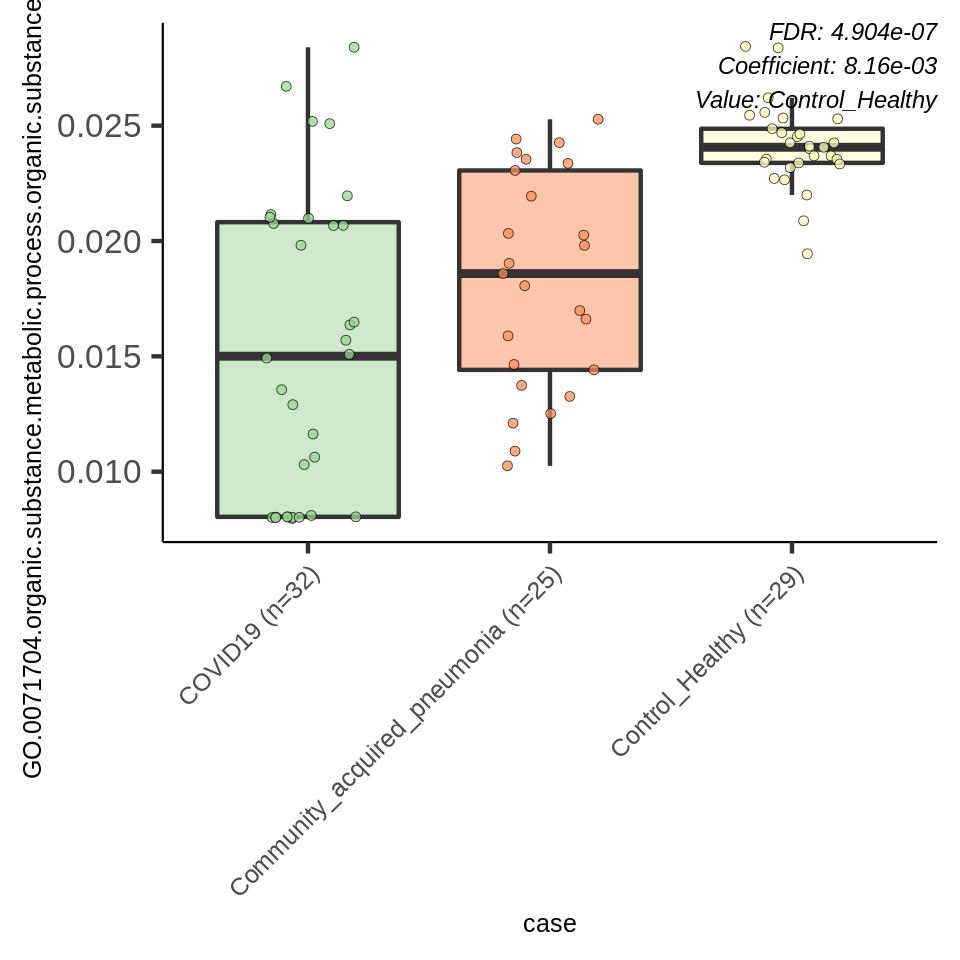 GO.0071704.organic.substance.metabolic.process.organic.substance
FDR: 4.904e-07
Coefficient: 8.16e-03
Value: Control_Healthy
0.025
0.020
0.015
0.010
COVID19 (n=32)
Community_acquired_pneumonia (n=25)
Control_Healthy (n=29)
case